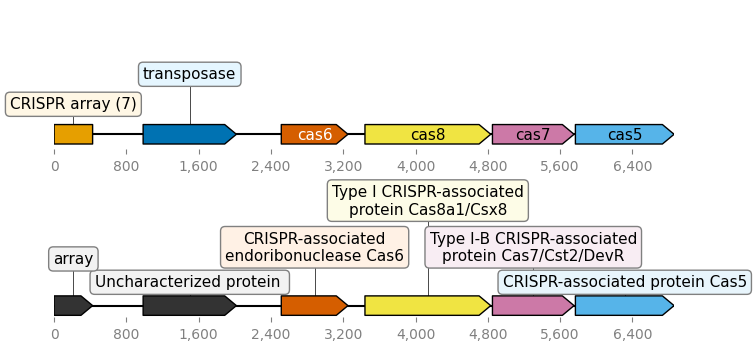 transposase
CRISPR array (7)
cas6 cas8 cas7 cas5
0 800 1,600 2,400 3,200 4,000 4,800 5,600 6,400
Type I CRISPR-associated
protein Cas8a1/Csx8
CRISPR-associated
endoribonuclease Cas6
Type I-B CRISPR-associated
protein Cas7/Cst2/DevR
array
Uncharacterized protein
CRISPR-associated protein Cas5
0 800 1,600 2,400 3,200 4,000 4,800 5,600 6,400